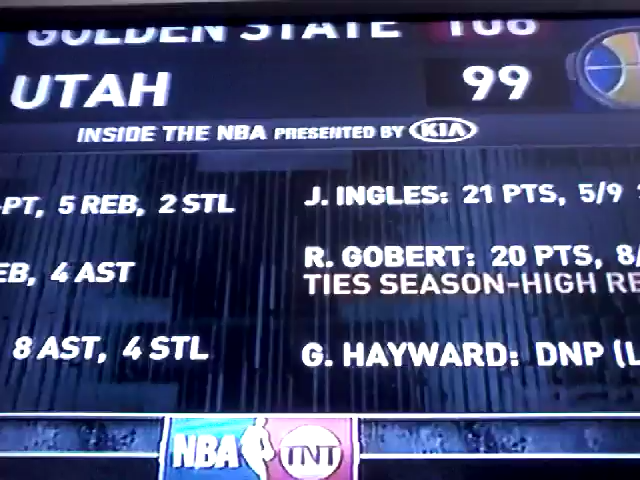 GOLDEN STATE 106
UTAH 99
INSIDE THE NBA PRESENTED BY KIA
-PT, 5 REB, 2 STL
J. INGLES: 21 PTS, 5/9
EB, 4 AST
R. GOBERT: 20 PTS, 8/
TIES SEASON-HIGH RE
8 AST, 4 STL
G. HAYWARD: DNP (L
NBA TNT